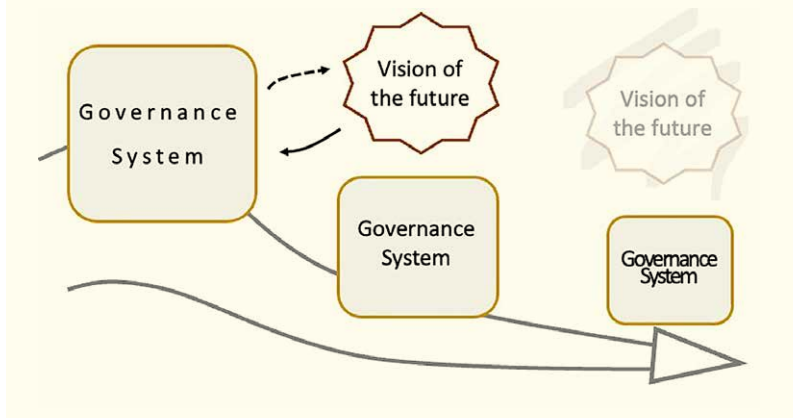 Governance
System
Vision of
the future
Governance
System
Vision of
the future
Governance
System